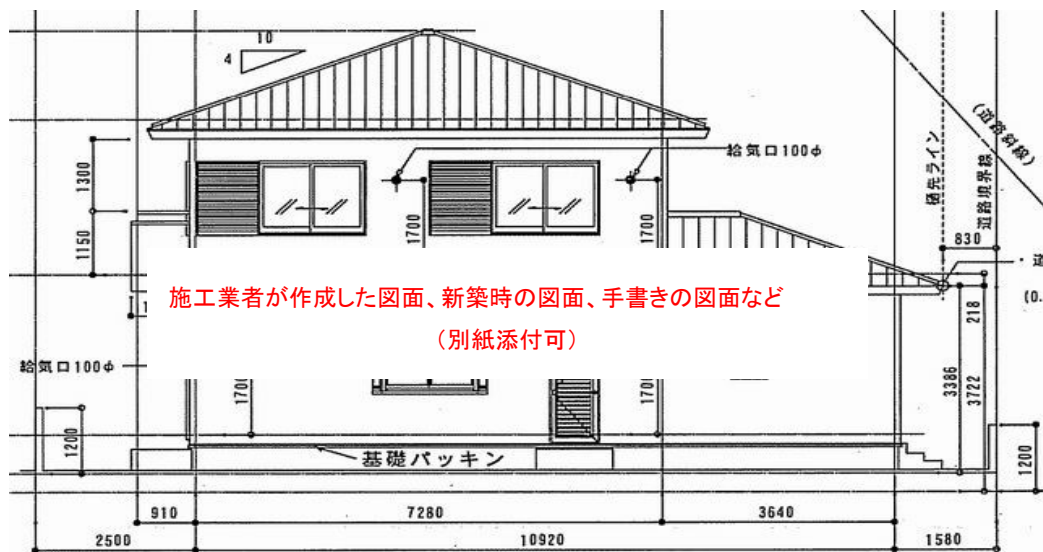 10
4
給気口100φ
(道路斜線)
軒先ライン
道路境界線
830
1300
1150
1700
1700
施工業者が作成した図面、新築時の図面、手書きの図面など
(別紙添付可)
(0.
218
3386
3722
給気口100φ
1700
1700
1200
基礎パッキン
1200
910
7280
3640
2500
10920
1580